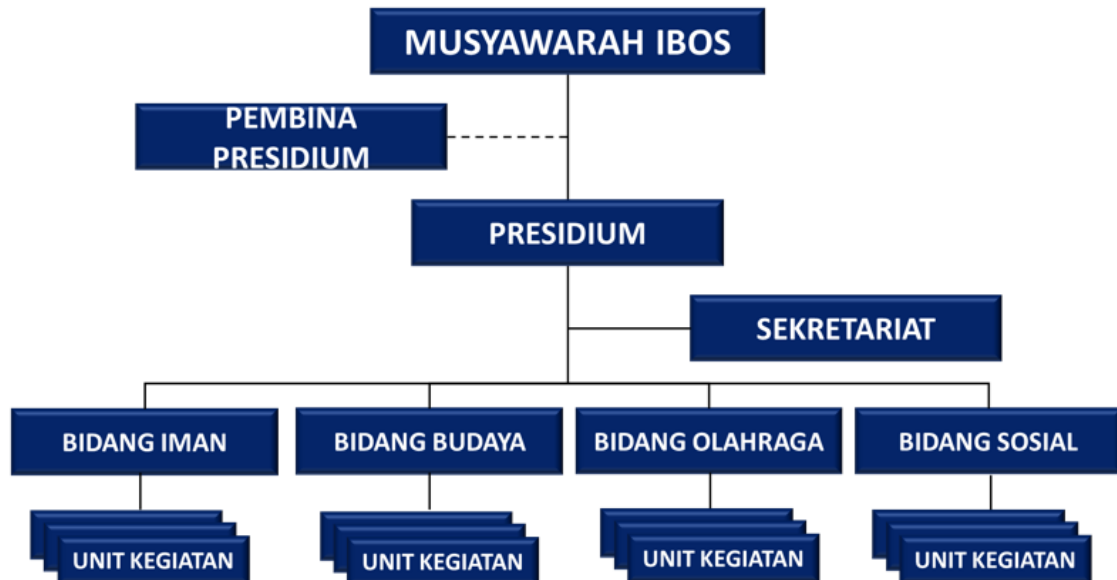 MUSYAWARAH IBOS
PEMBINA
PRESIDIUM
PRESIDIUM
SEKRETARIAT
BIDANG IMAN
BIDANG BUDAYA
BIDANG OLAHRAGA
BIDANG SOSIAL
UNIT KEGIATAN
UNIT KEGIATAN
UNIT KEGIATAN
UNIT KEGIATAN